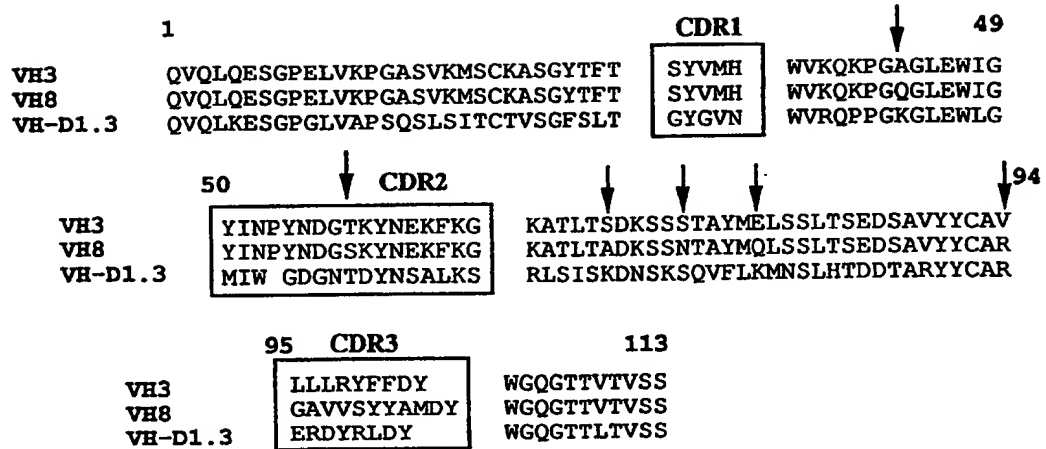 1 CDR1 49
VH3 QVQLQESGPELVKPGASVKMSCKASGYTFT SYVMH WVKQKPGAGLEWIG
VH8 QVQLQESGPELVKPGASVKMSCKASGYTFT SYVMH WVKQKPGQGLEWIG
VH-D1.3 QVQLKESGPGLVAPSQSLSITCTVSGFSLT GYGVN WVRQPPGKGLEWLG
50 CDR2 94
VH3 YINPYNDGTKYNEKFKG KATLTSDKSSSTAYMELSSLTSEDSAVYYCAV
VH8 YINPYNDGSKYNEKFKG KATLTADKSSNTAYMQLSSLTSEDSAVYYCAR
VH-D1.3 MIW GDGNTDYNSALKS RLSISKDNSKSQVFLKMNSLHTDDTARYYCAR
95 CDR3 113
VH3 LLLRYFFDY WGQGTTVTVSS
VH8 GAVVSYYAMDY WGQGTTVTVSS
VH-D1.3 ERDYRLDY WGQGTTLTVSS